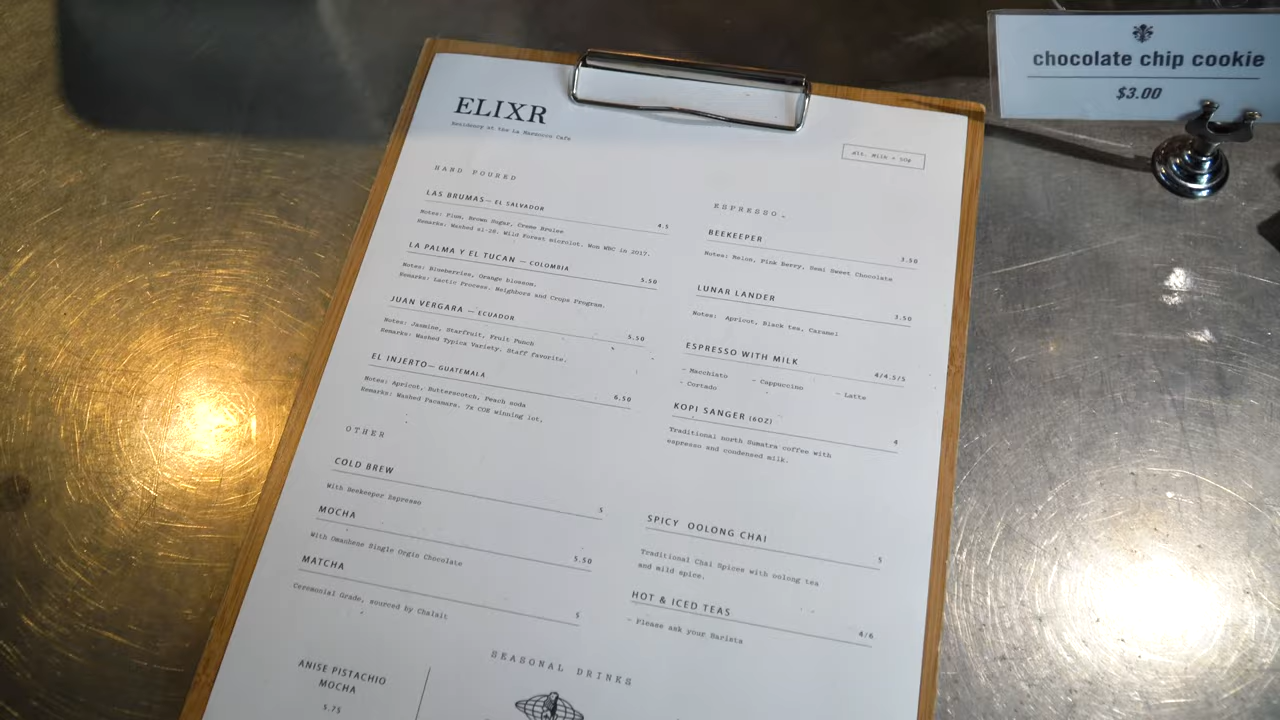 ELIXR
Residency at the La Marzocco Cafe
Alt. Milk + 50¢
HAND POURED
LAS BRUMAS— EL SALVADOR
4.5
Notes: Plum, Brown Sugar, Creme Brulee
Remarks: Washed sl-28. Wild Forest microlot. Won WBC in 2017.
LA PALMA Y EL TUCAN — COLOMBIA
5.50
Notes: Blueberries, Orange blossom.
Remarks: Lactic Process. Neighbors and Crops Program.
JUAN VERGARA — ECUADOR
5.50
Notes: Jasmine, Starfruit, Fruit Punch
Remarks: Washed Typica Variety, Staff favorite.
EL INJERTO— GUATEMALA
6.50
Notes: Apricot, Butterscotch, Peach soda
Remarks: Washed Pacamara. 7x COE winning lot.
ESPRESSO
BEEKEEPER
3.50
Notes: Melon, Pink Berry, Semi Sweet Chocolate
LUNAR LANDER
3.50
Notes: Apricot, Black tea, Caramel
ESPRESSO WITH MILK
4/4.5/5
- Macchiato - Cappuccino - Latte
- Cortado
KOPI SANGER (6OZ)
4
Traditional north Sumatra coffee with
espresso and condensed milk.
OTHER
COLD BREW
5
With Beekeeper Espresso
MOCHA
5.50
With Omanhene Single Orgin Chocolate
MATCHA
5
Ceremonial Grade, sourced by Chalait
SPICY OOLONG CHAI
5
Traditional Chai Spices with oolong tea
and mild spice.
HOT & ICED TEAS
4/6
- Please ask your Barista
SEASONAL DRINKS
ANISE PISTACHIO
MOCHA
5.75
chocolate chip cookie
$3.00